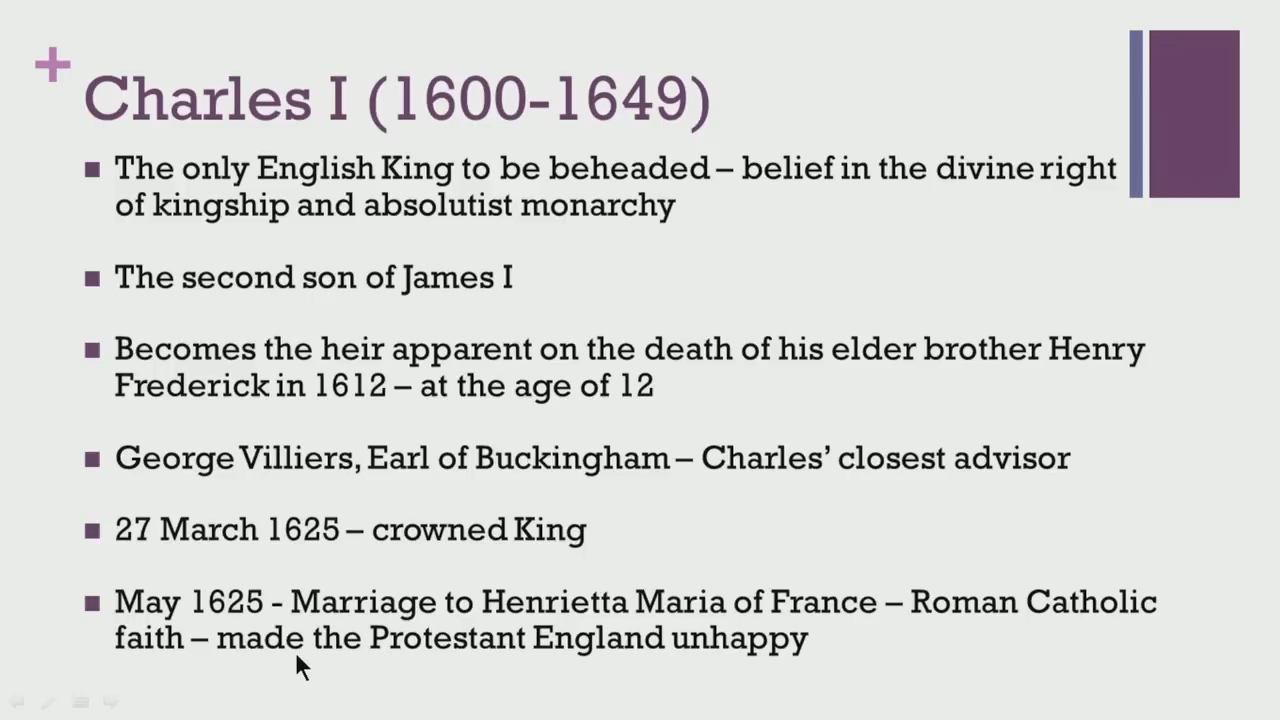 Charles I (1600-1649)
The only English King to be beheaded – belief in the divine right
of kingship and absolutist monarchy
The second son of James I
Becomes the heir apparent on the death of his elder brother Henry
Frederick in 1612 – at the age of 12
George Villiers, Earl of Buckingham – Charles’ closest advisor
27 March 1625 – crowned King
May 1625 - Marriage to Henrietta Maria of France – Roman Catholic
faith – made the Protestant England unhappy